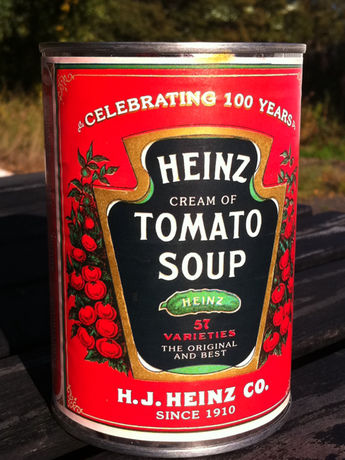 CELEBRATING 100 YEARS
HEINZ
CREAM OF
TOMATO
SOUP
HEINZ
57
VARIETIES
THE ORIGINAL
AND BEST
H.J. HEINZ CO.
SINCE 1910